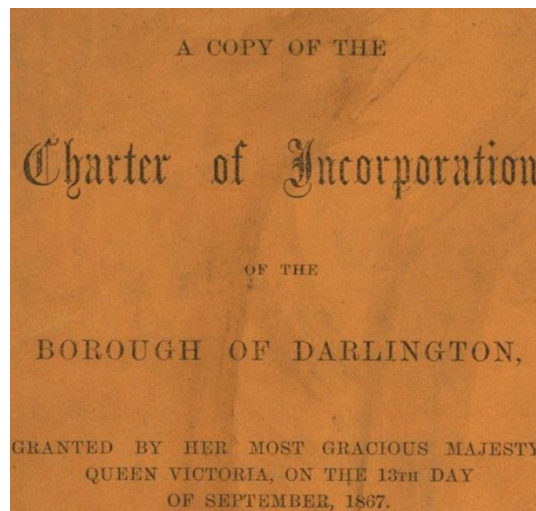 A COPY OF THE
Charter of Incorporation
OF THE
BOROUGH OF DARLINGTON,
GRANTED BY HER MOST GRACIOUS MAJESTY
QUEEN VICTORIA, ON THE 13TH DAY
OF SEPTEMBER, 1867.